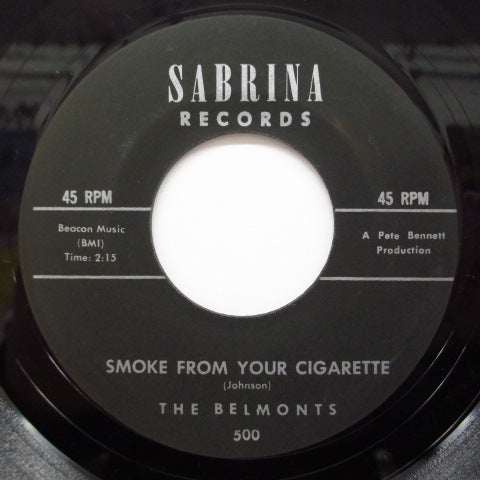 SABRINA
RECORDS
45 RPM
45 RPM
Beacon Music
(BMI)
Time: 2:15
A Pete Bennett
Production
SMOKE FROM YOUR CIGARETTE
(Johnson)
THE BELMONTS
500